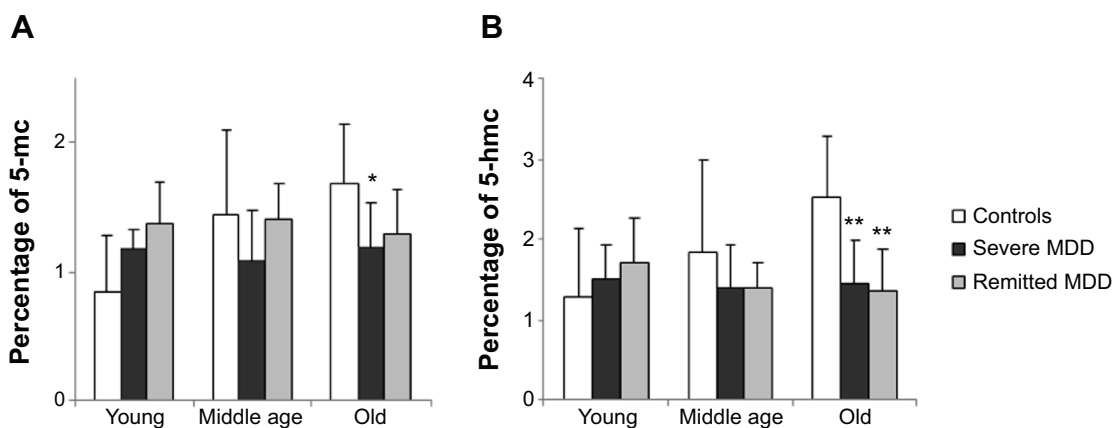 A
Percentage of 5-mc
2
1
0
Young Middle age Old
*
B
Percentage of 5-hmc
4
3
2
1
0
Young Middle age Old
** **
Controls
Severe MDD
Remitted MDD